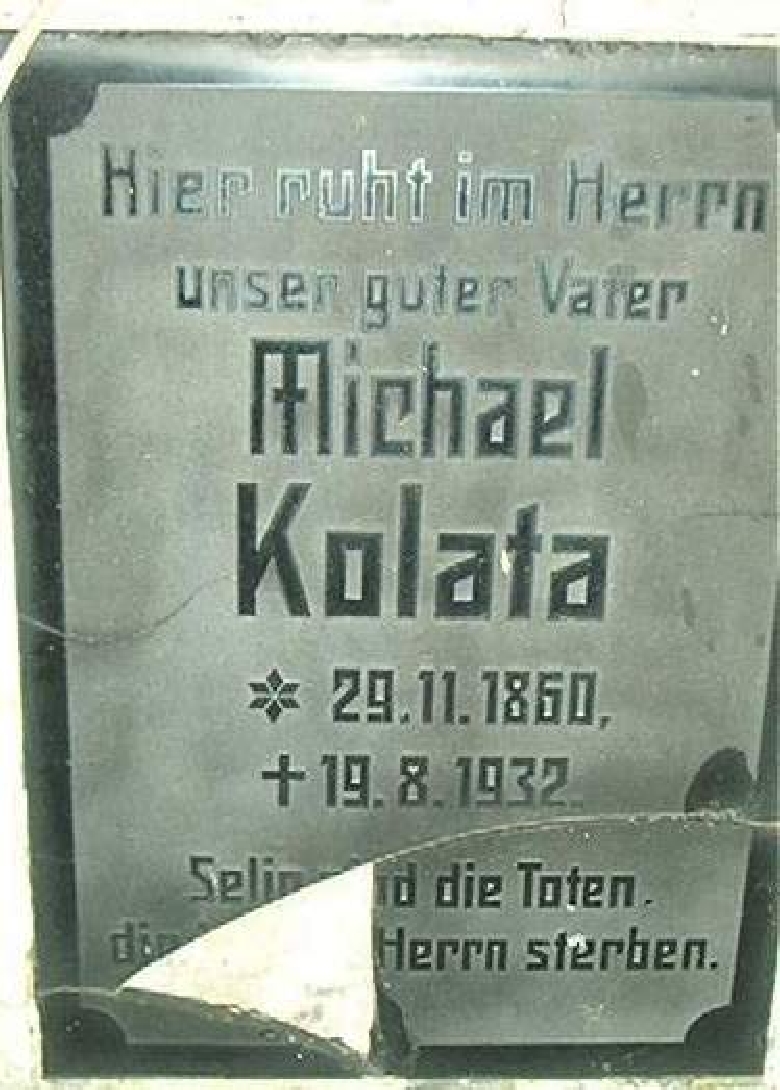 Hier ruht im Herrn
unser guter Vater
Michael
Kolata
* 29.11.1860,
† 19.8.1932.
die Toten.
Herrn sterben.